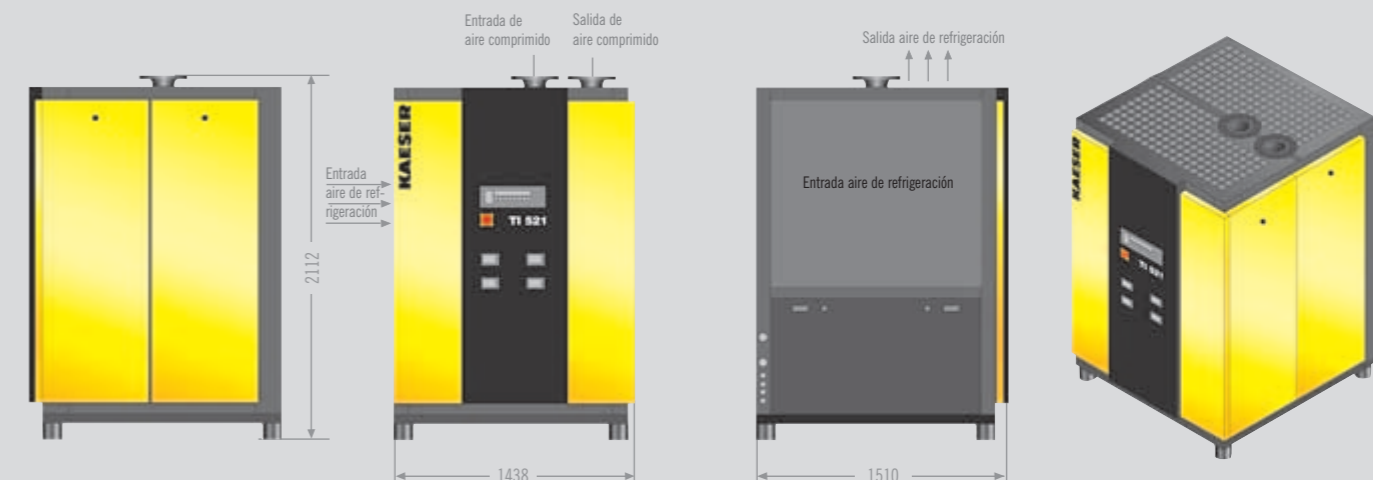 Entrada de
aire comprimido
Salida de
aire comprimido
Salida aire de refrigeración
KAESER
Entrada
aire de ref-
rigeración
TI 521
2112
1438
Entrada aire de refrigeración
1510
KAESER
TI 521